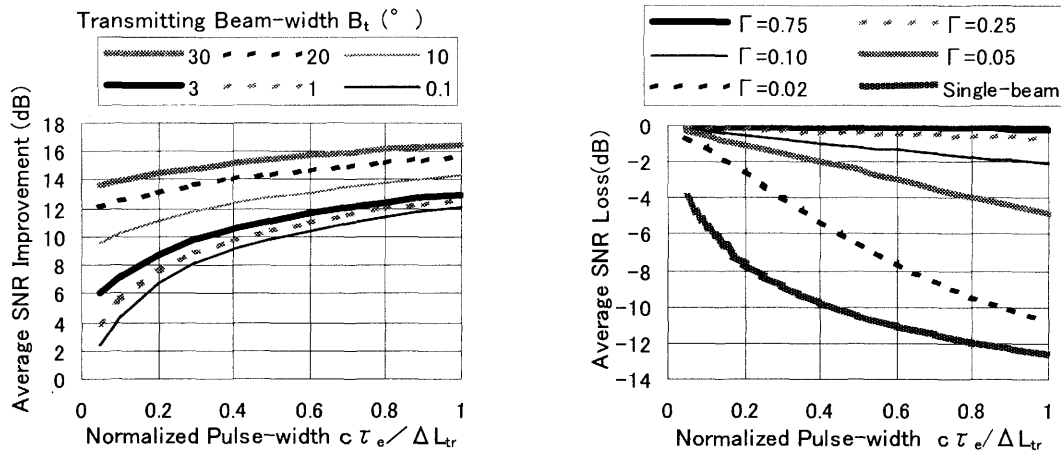 Transmitting Beam-width Bt (°)
30 20 10
3 1 0.1
Average SNR Improvement (dB)
18
16
14
12
10
8
6
4
2
0
0 0.2 0.4 0.6 0.8 1
Normalized Pulse-width cτe/ΔLtr
Γ=0.75 Γ=0.25
Γ=0.10 Γ=0.05
Γ=0.02 Single-beam
Average SNR Loss(dB)
0
-2
-4
-6
-8
-10
-12
-14
0 0.2 0.4 0.6 0.8 1
Normalized Pulse-width cτe/ΔLtr